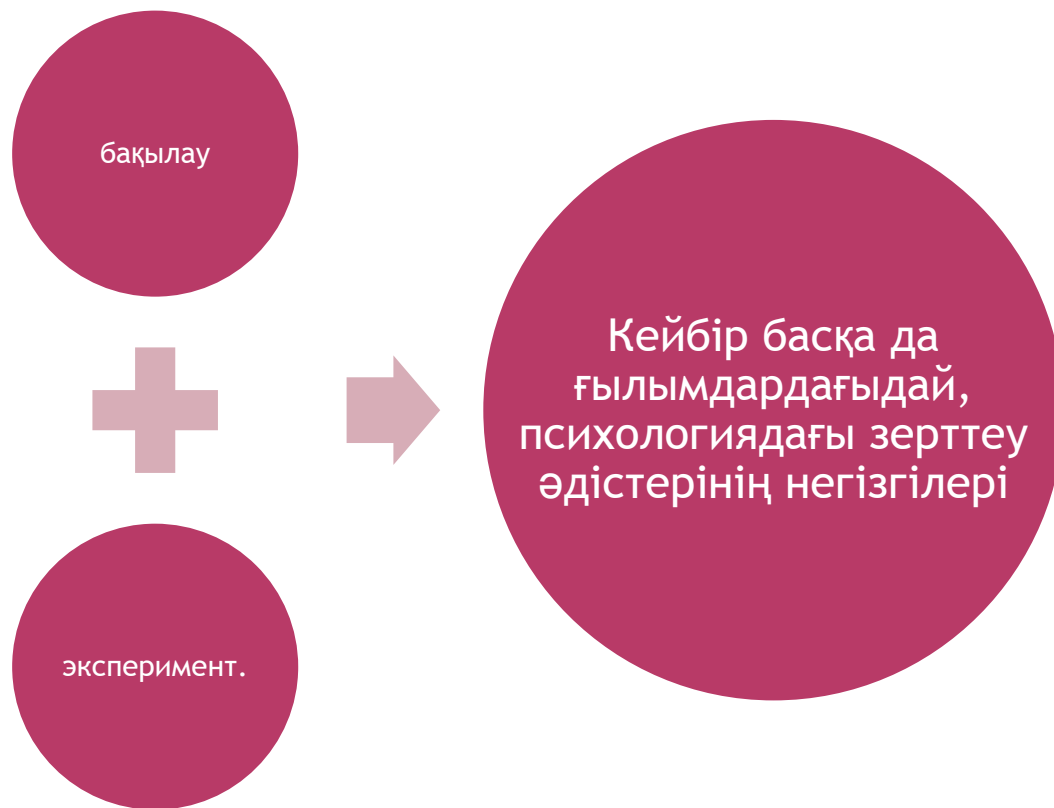 бақылау
эксперимент.
Кейбір басқа да
ғылымдардағыдай,
психологиядағы зерттеу
әдістерінің негізгілері